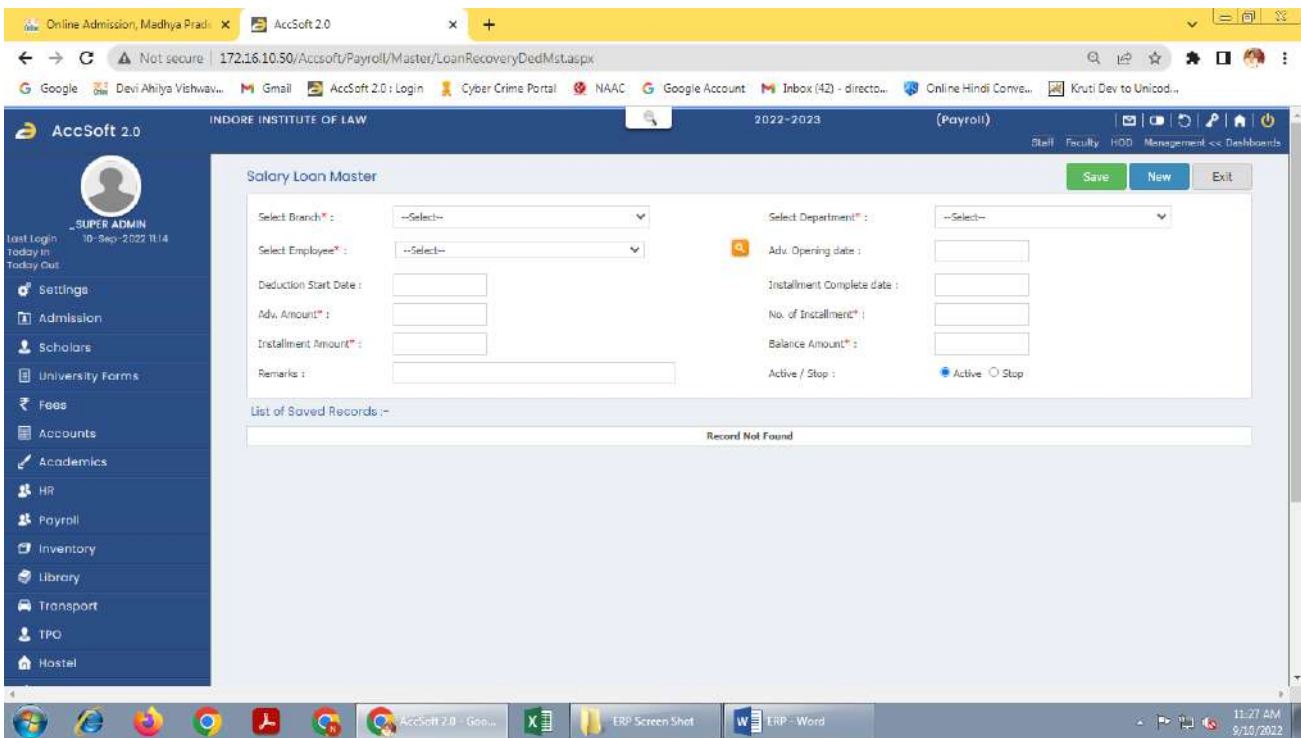 Online Admission, Madhya Prade
AccSoft 2.0
Not secure | 172.16.10.50/Accsoft/Payroll/Master/LoanRecoveryDedMst.aspx
Google
Devi Ahilya Vishwav...
Gmail
AccSoft 2.0 : Login
Cyber Crime Portal
NAAC
Google Account
Inbox (42) - directo...
Online Hindi Conve...
Kruti Dev to Unicod...
AccSoft 2.0
INDORE INSTITUTE OF LAW
2022-2023
(Payroll)
Staff Faculty HOD Management << Dashboards
_SUPER ADMIN
Last Login 10-Sep-2022 11:14
Today In
Today Out
Settings
Admission
Scholars
University Forms
Fees
Accounts
Academics
HR
Payroll
Inventory
Library
Transport
TPO
Hostel
Salary Loan Master
Save New Exit
Select Branch* : --Select-- Select Department* : --Select--
Select Employee* : --Select-- Adv. Opening date :
Deduction Start Date : Installment Complete date :
Adv. Amount* : No. of Installment* :
Installment Amount* : Balance Amount* :
Remarks : Active / Stop : Active Stop
List of Saved Records :-
Record Not Found
AccSoft 2.0 - Goo...
ERP Screen Shot
ERP - Word
11:27 AM
9/10/2022